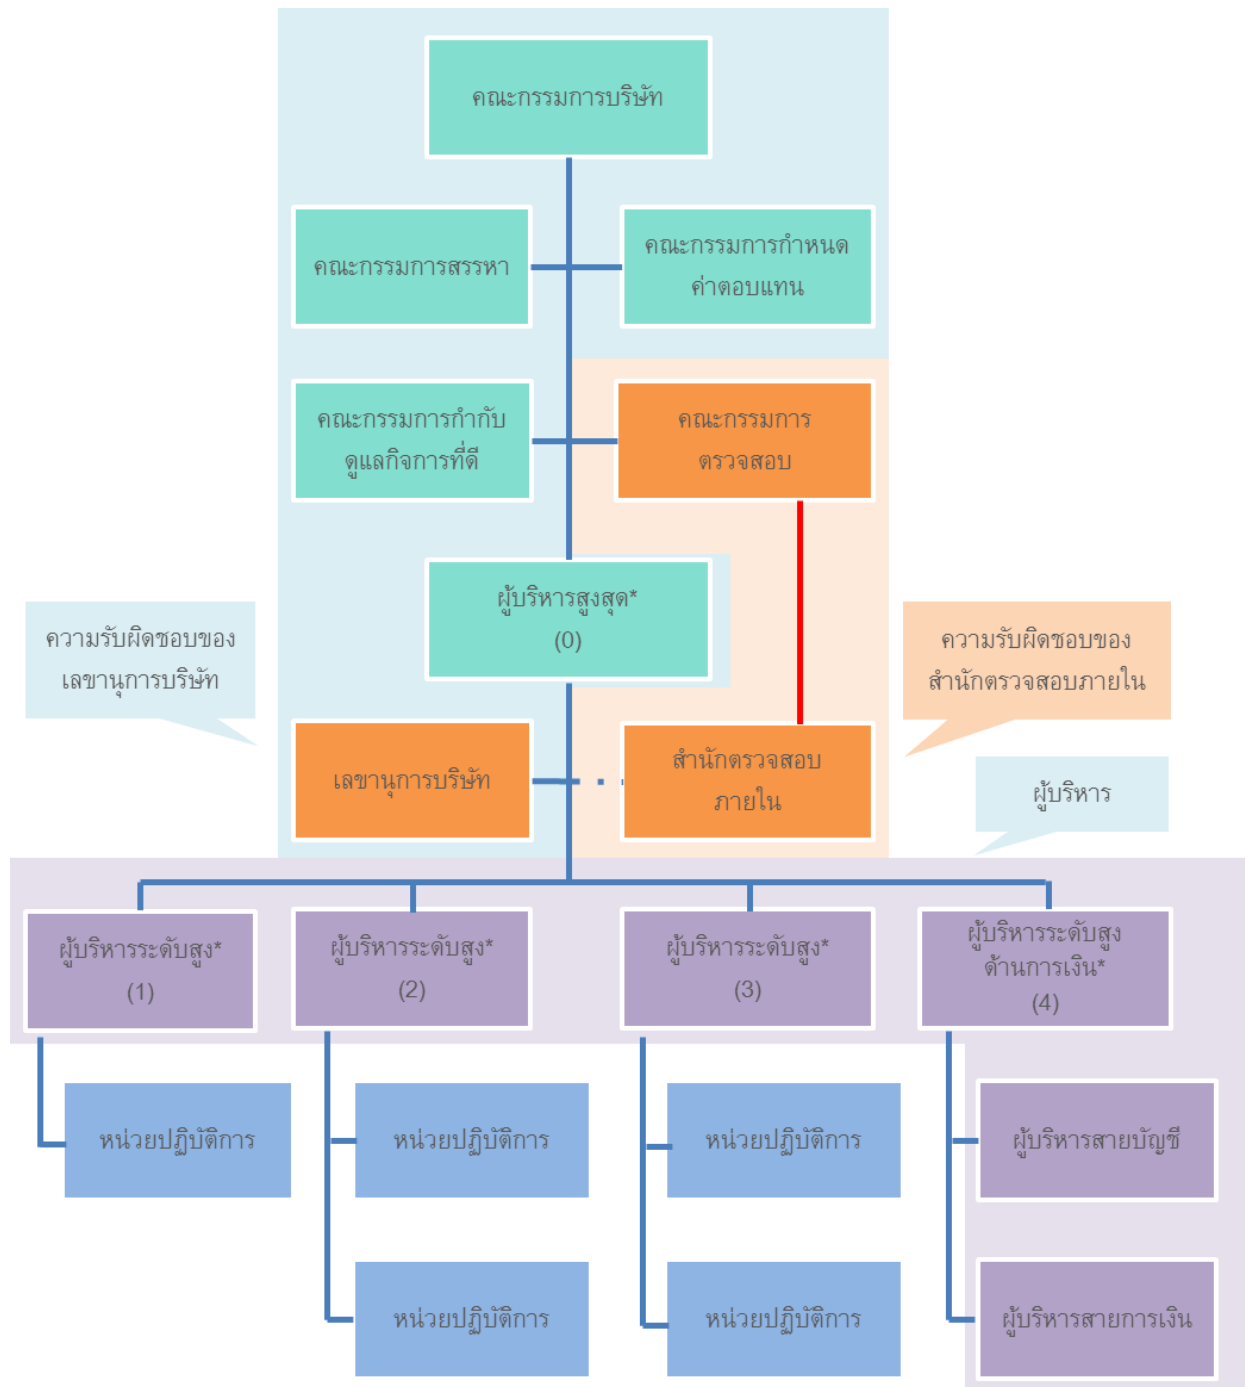 คณะกรรมการบริษัท
คณะกรรมการสรรหา
คณะกรรมการกำหนด
ค่าตอบแทน
คณะกรรมการกำกับ
ดูแลกิจการที่ดี
คณะกรรมการ
ตรวจสอบ
ผู้บริหารสูงสุด*
(0)
ความรับผิดชอบของ
เลขานุการบริษัท
ความรับผิดชอบของ
สำนักตรวจสอบภายใน
เลขานุการบริษัท
สำนักตรวจสอบ
ภายใน
ผู้บริหาร
ผู้บริหารระดับสูง*
(1)
ผู้บริหารระดับสูง*
(2)
ผู้บริหารระดับสูง*
(3)
ผู้บริหารระดับสูง
ด้านการเงิน*
(4)
หน่วยปฏิบัติการ
หน่วยปฏิบัติการ
หน่วยปฏิบัติการ
ผู้บริหารสายบัญชี
หน่วยปฏิบัติการ
หน่วยปฏิบัติการ
ผู้บริหารสายการเงิน